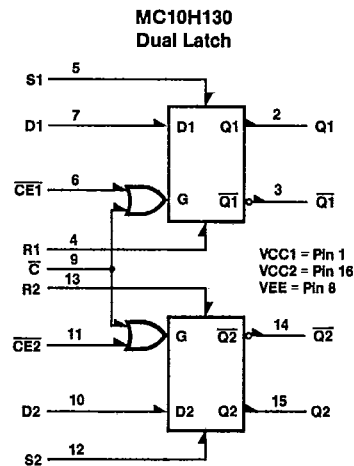 MC10H130
Dual Latch
S1 5
D1 7 D1 Q1 2 Q1
CE1 6 G Q1 3 Q1
R1 4
C 9
R2 13
VCC1 = Pin 1
VCC2 = Pin 16
VEE = Pin 8
CE2 11 G Q2 14 Q2
D2 10 D2 Q2 15 Q2
S2 12